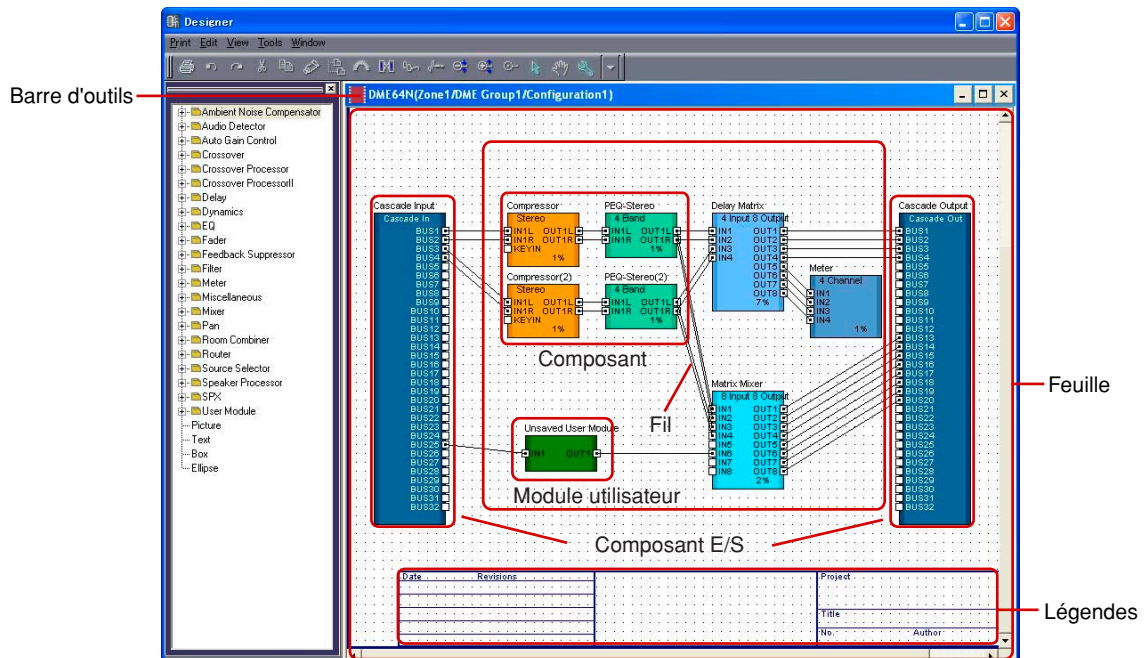 Designer
Print Edit View Tools Window
Barre d'outils
DME64N(Zone1/DME Group1/Configuration1)
Ambient Noise Compensator
Audio Detector
Auto Gain Control
Crossover
Crossover Processor
Crossover ProcessorII
Delay
Dynamics
EQ
Fader
Feedback Suppressor
Filter
Meter
Miscellaneous
Mixer
Pan
Room Combiner
Router
Source Selector
Speaker Processor
SPX
User Module
Picture
Text
Box
Ellipse
Cascade Input
Cascade In
BUS1
BUS2
BUS3
BUS4
BUS5
BUS6
BUS7
BUS8
BUS9
BUS10
BUS11
BUS12
BUS13
BUS14
BUS15
BUS16
BUS17
BUS18
BUS19
BUS20
BUS21
BUS22
BUS23
BUS24
BUS25
BUS26
BUS27
BUS28
BUS29
BUS30
BUS31
BUS32
Compressor
Stereo
IN1L OUT1L
IN1R OUT1R
KEYIN
1%
PEQ-Stereo
4 Band
IN1L OUT1L
IN1R OUT1R
1%
Compressor(2)
Stereo
IN1L OUT1L
IN1R OUT1R
KEYIN
1%
PEQ-Stereo(2)
4 Band
IN1L OUT1L
IN1R OUT1R
1%
Composant
Delay Matrix
4 Input 8 Output
IN1 OUT1
IN2 OUT2
IN3 OUT3
IN4 OUT4
OUT5
OUT6
OUT7
OUT8
7%
Meter
4 Channel
IN1
IN2
IN3
IN4
1%
Fil
Matrix Mixer
8 Input 8 Output
IN1 OUT1
IN2 OUT2
IN3 OUT3
IN4 OUT4
IN5 OUT5
IN6 OUT6
IN7 OUT7
IN8 OUT8
2%
Unsaved User Module
IN1 OUT1
Module utilisateur
Cascade Output
Cascade Out
BUS1
BUS2
BUS3
BUS4
BUS5
BUS6
BUS7
BUS8
BUS9
BUS10
BUS11
BUS12
BUS13
BUS14
BUS15
BUS16
BUS17
BUS18
BUS19
BUS20
BUS21
BUS22
BUS23
BUS24
BUS25
BUS26
BUS27
BUS28
BUS29
BUS30
BUS31
BUS32
Feuille
Composant E/S
Date Revisions
Project
Title
No. Author
Légendes